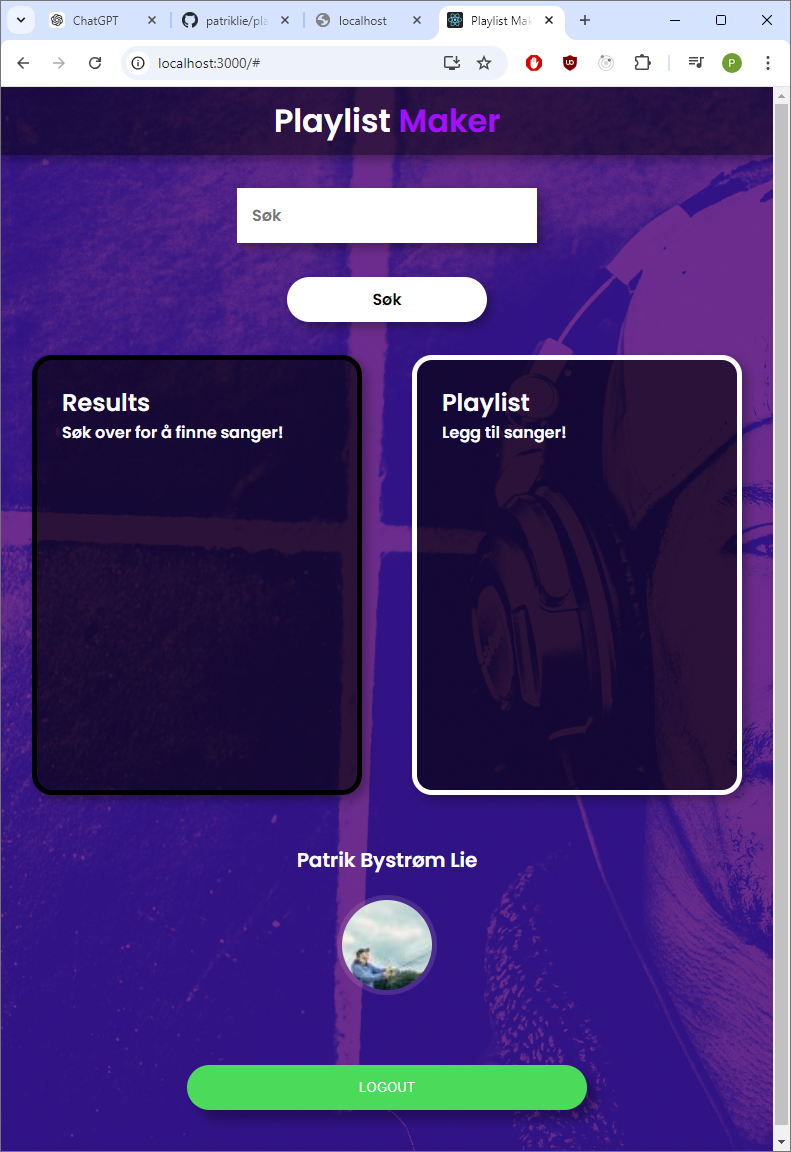 ChatGPT
patriklie/pla
localhost
Playlist Mak
localhost:3000/#
P
Playlist Maker
Søk
Søk
Results
Søk over for å finne sanger!
Playlist
Legg til sanger!
Patrik Bystrøm Lie
LOGOUT